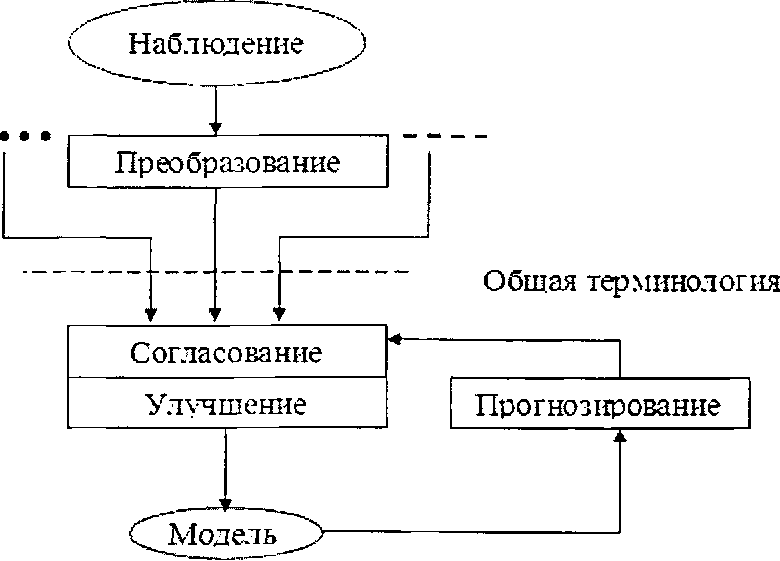 Наблюдение
Преобразование
Общая терминология
Согласование
Улучшение
Прогнозирование
Модель